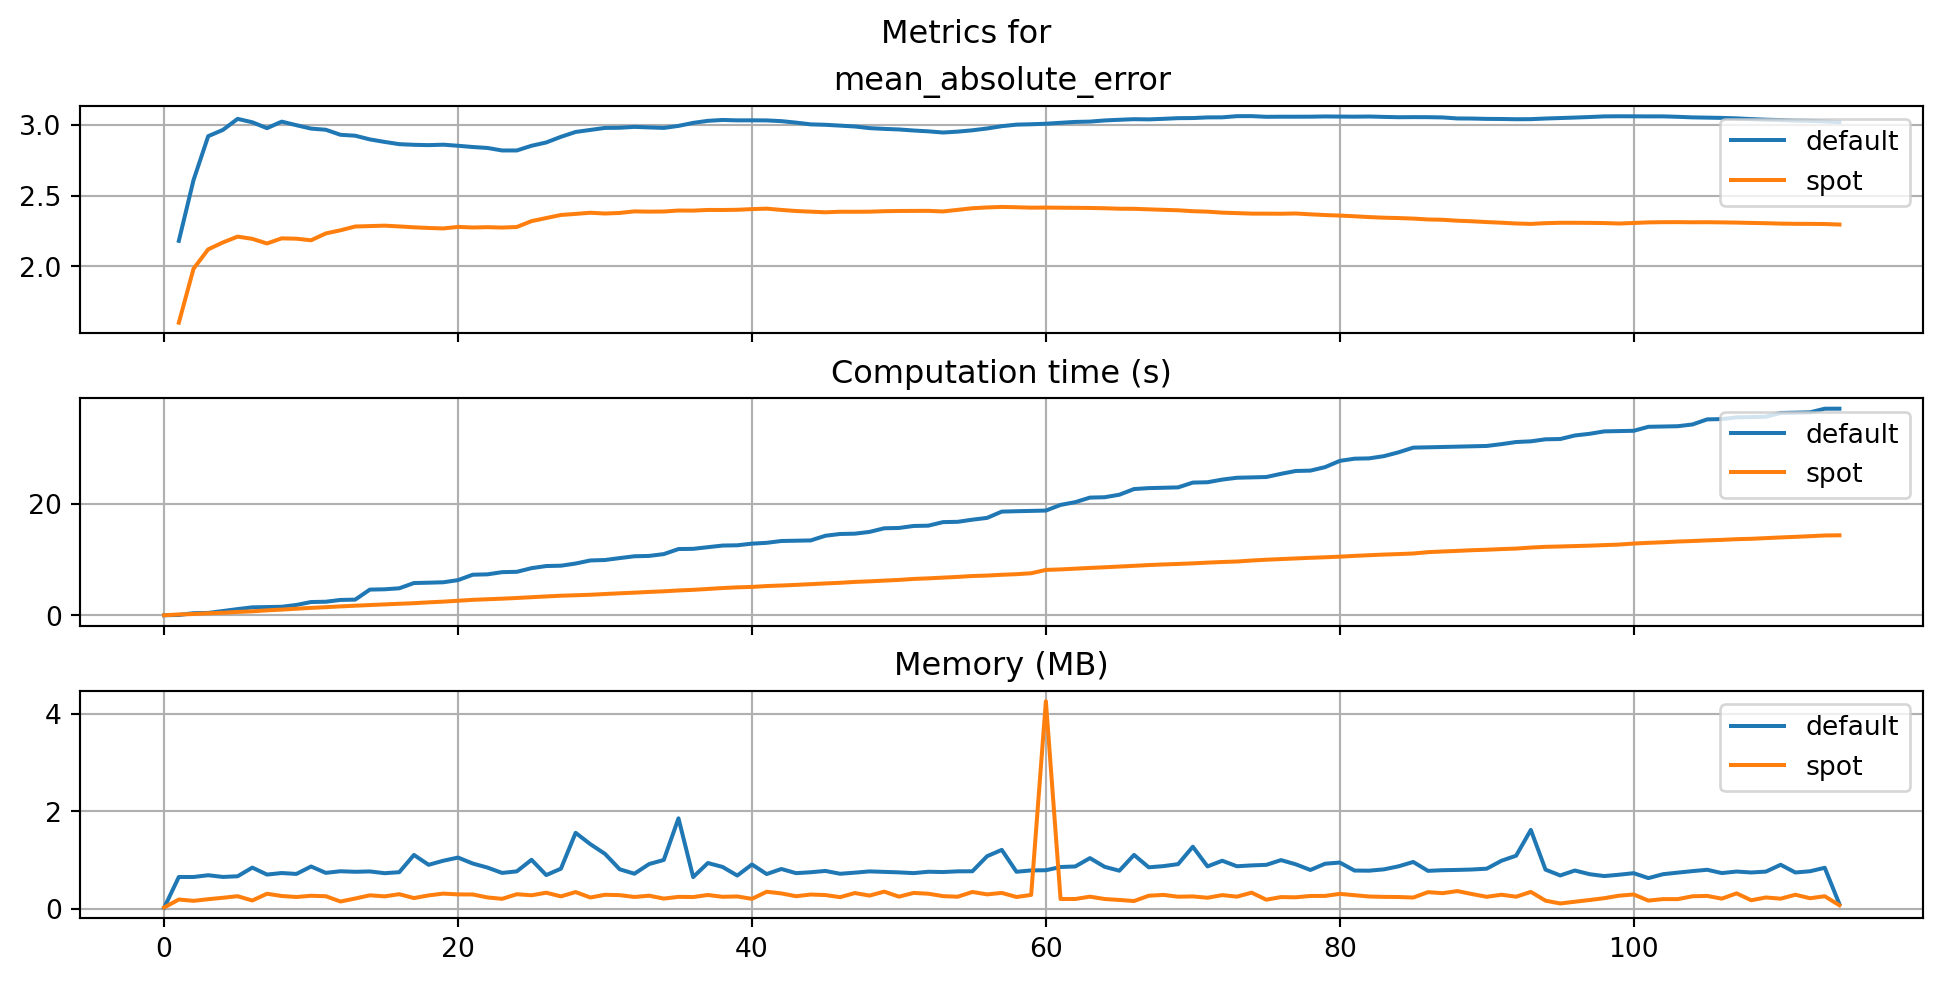 Metrics for
mean_absolute_error
3.0
2.5
2.0
default
spot
Computation time (s)
20
0
default
spot
Memory (MB)
4
2
0
default
spot
0 20 40 60 80 100